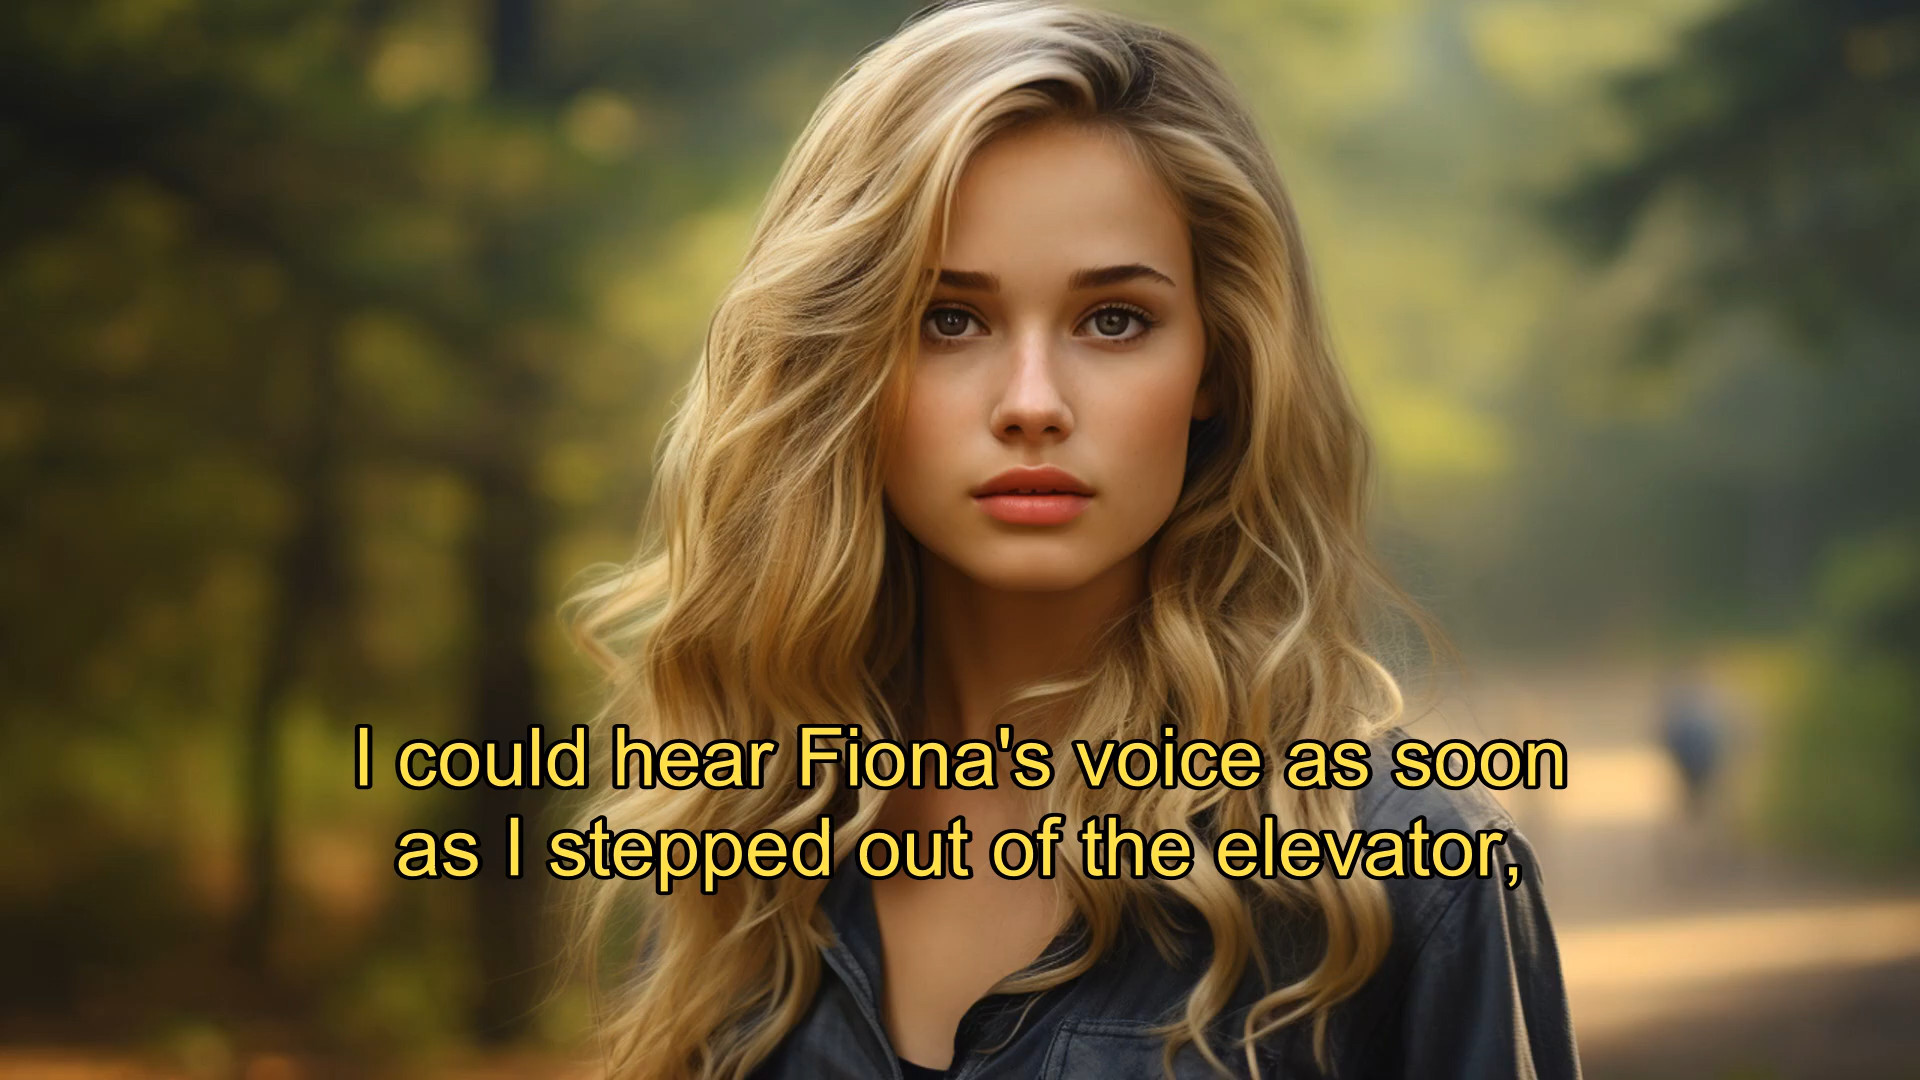 I could hear Fiona's voice as soon
as I stepped out of the elevator,